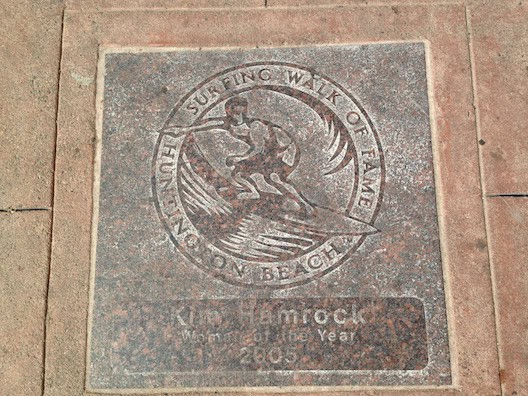 SURFING WALK OF FAME
HUNTINGTON BEACH
Kim Hamrock
Woman of the Year
2005